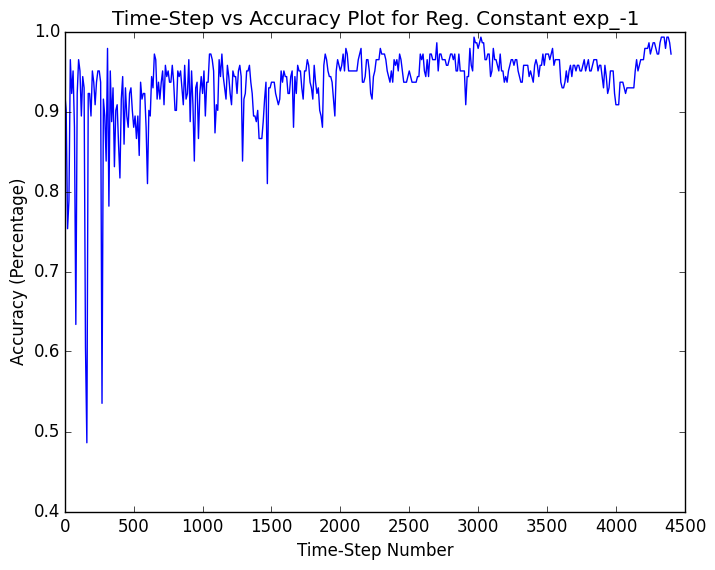 Time-Step vs Accuracy Plot for Reg. Constant exp_-1
Accuracy (Percentage)
1.0
0.9
0.8
0.7
0.6
0.5
0.4
0 500 1000 1500 2000 2500 3000 3500 4000 4500
Time-Step Number